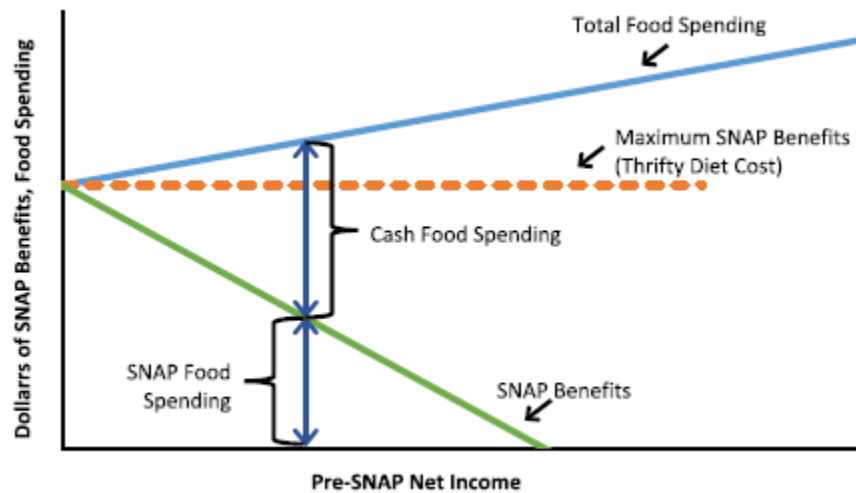 Dollarrs of SNAP Benefits, Food Spending
Total Food Spending
Maximum SNAP Benefits
(Thrifty Diet Cost)
Cash Food Spending
SNAP Food
Spending
SNAP Benefits
Pre-SNAP Net Income